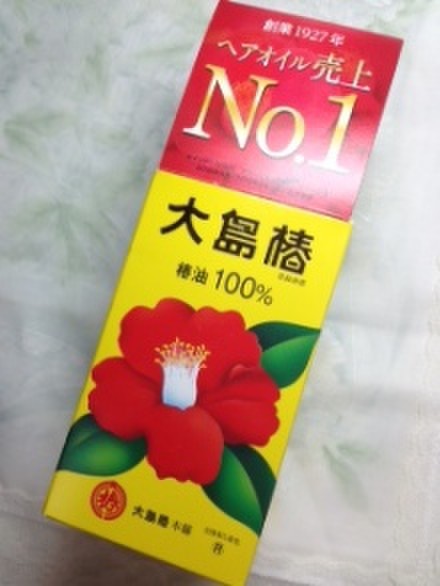 創業1927年
ヘアオイル売上
No.1
大島椿
椿油100%
大島椿本舗